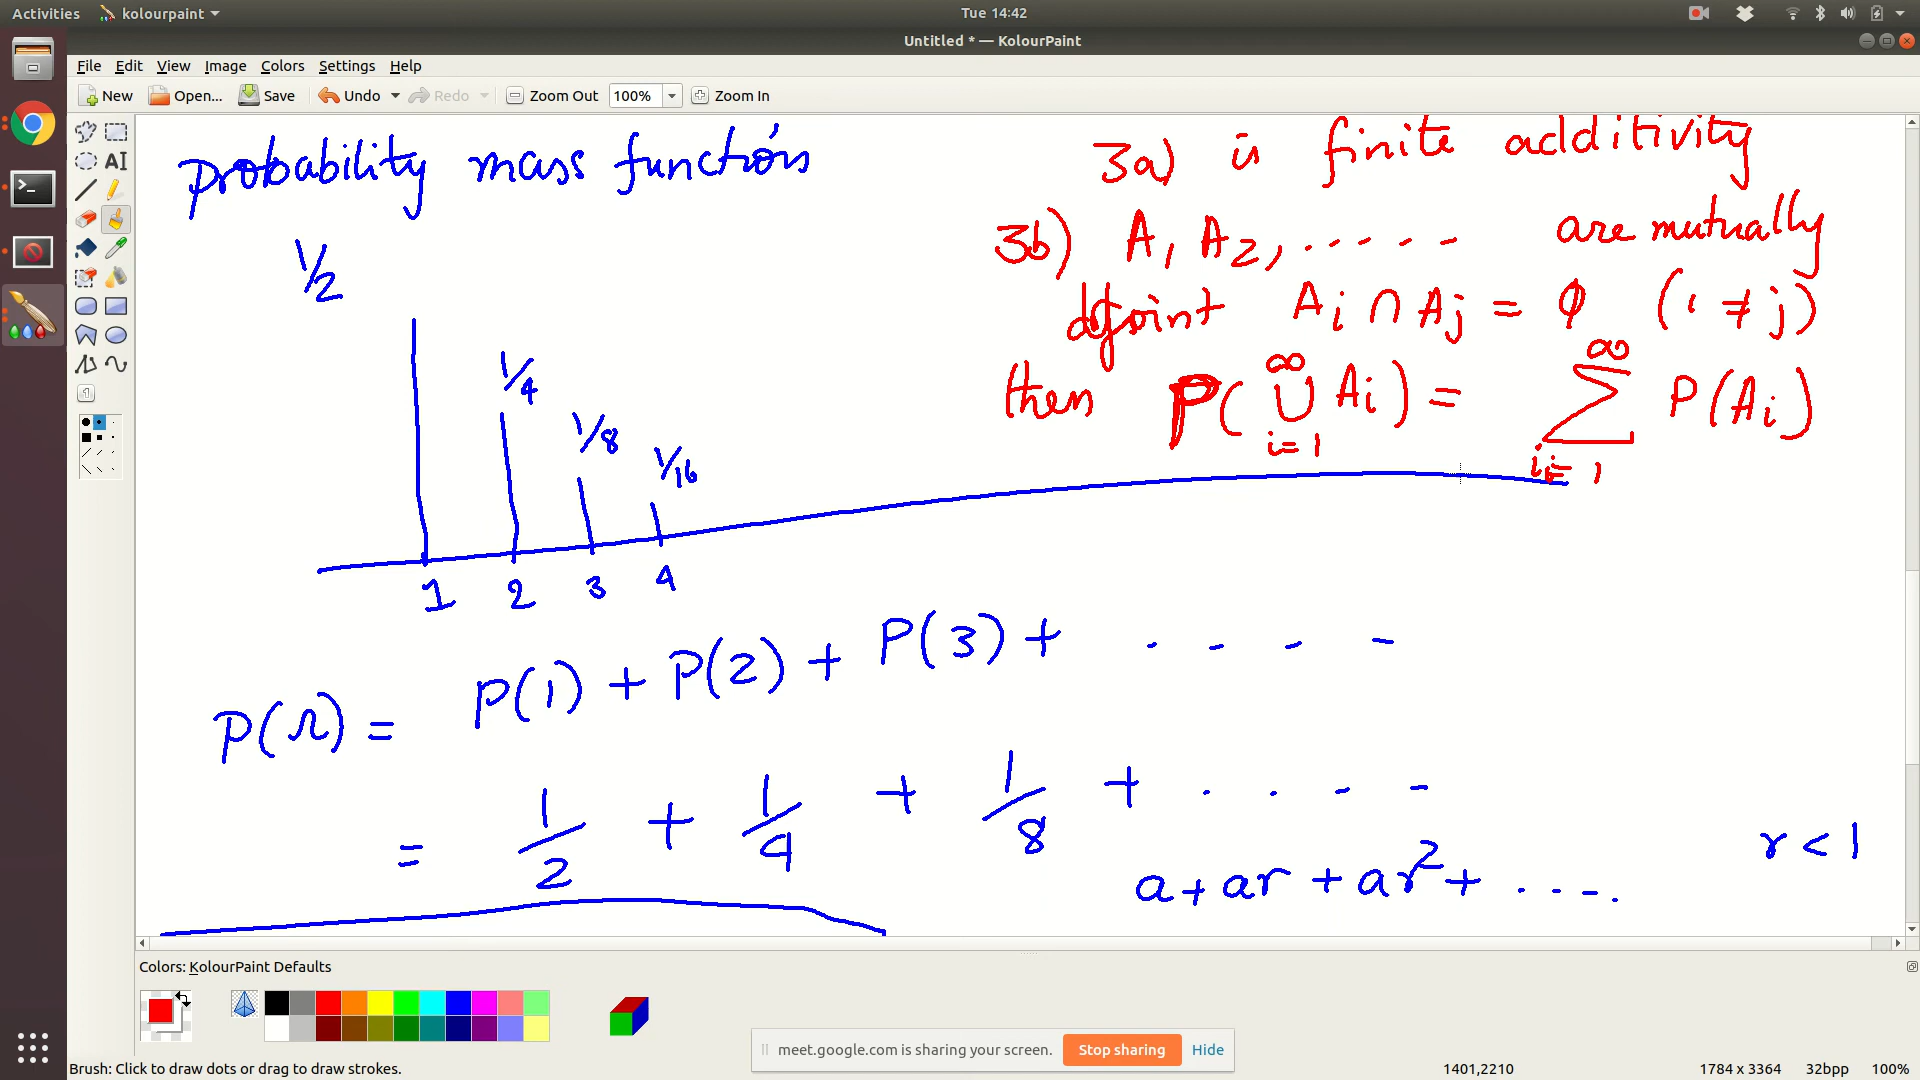 Activities kolourpaint Tue 14:42
Untitled * — KolourPaint
File Edit View Image Colors Settings Help
New Open... Save Undo Redo Zoom Out 100% Zoom In
AI
probability mass function
1/2
1/4
1/8
1/16
1 2 3 4
3a) is finite additivity
3b) A1 A2, ..... are mutually
disjoint Ai ∩ Aj = ϕ (i ≠ j)
then P( ∞ ∪ i=1 Ai ) = ∞ Σ i=1 P(Ai)
P(Ω) = P(1) + P(2) + P(3) + ....
= 1/2 + 1/4 + 1/8 + ....
a + ar + ar² + ..... r < 1
Colors: KolourPaint Defaults
meet.google.com is sharing your screen. Stop sharing Hide
Brush: Click to draw dots or drag to draw strokes. 1401,2210 1784 x 3364 32bpp 100%